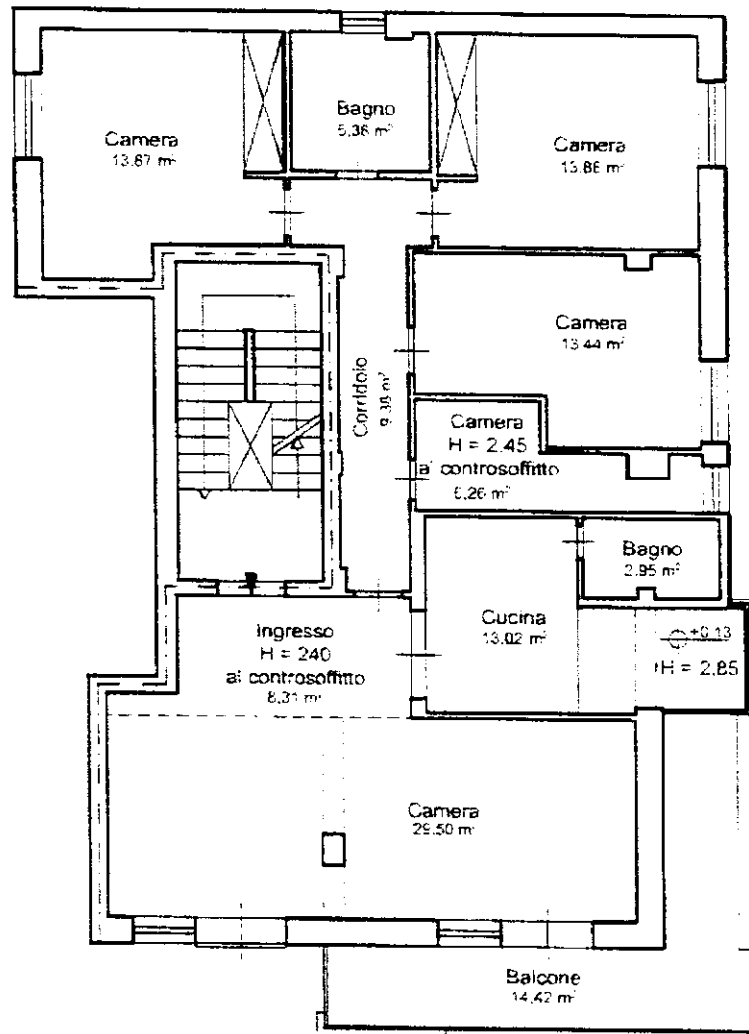 Camera
13.87 m²
Bagno
5,36 m²
Camera
13.86 m²
Camera
13.44 m²
Corridoio
9,38 m²
Camera
H = 2.45
al controsoffitto
6,26 m²
Bagno
2.95 m²
Cucina
13.02 m²
+0.13
H = 2.85
Ingresso
H = 240
al controsoffitto
8,31 m²
Camera
29.50 m²
Balcone
14,42 m²